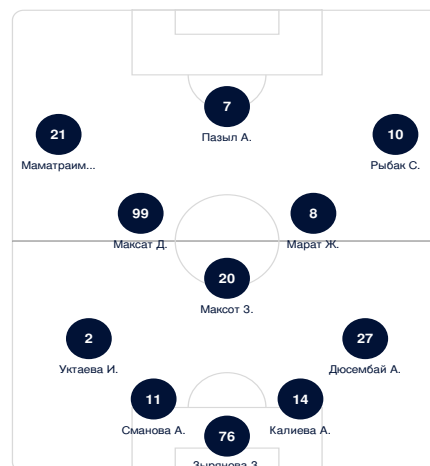 7
Пазыл А.
21
Маматраим...
10
Рыбак С.
99
Максат Д.
8
Марат Ж.
20
Максот З.
2
Уктаева И.
27
Дюсембай А.
11
Сманова А.
14
Калиева А.
76
Зырянова З.